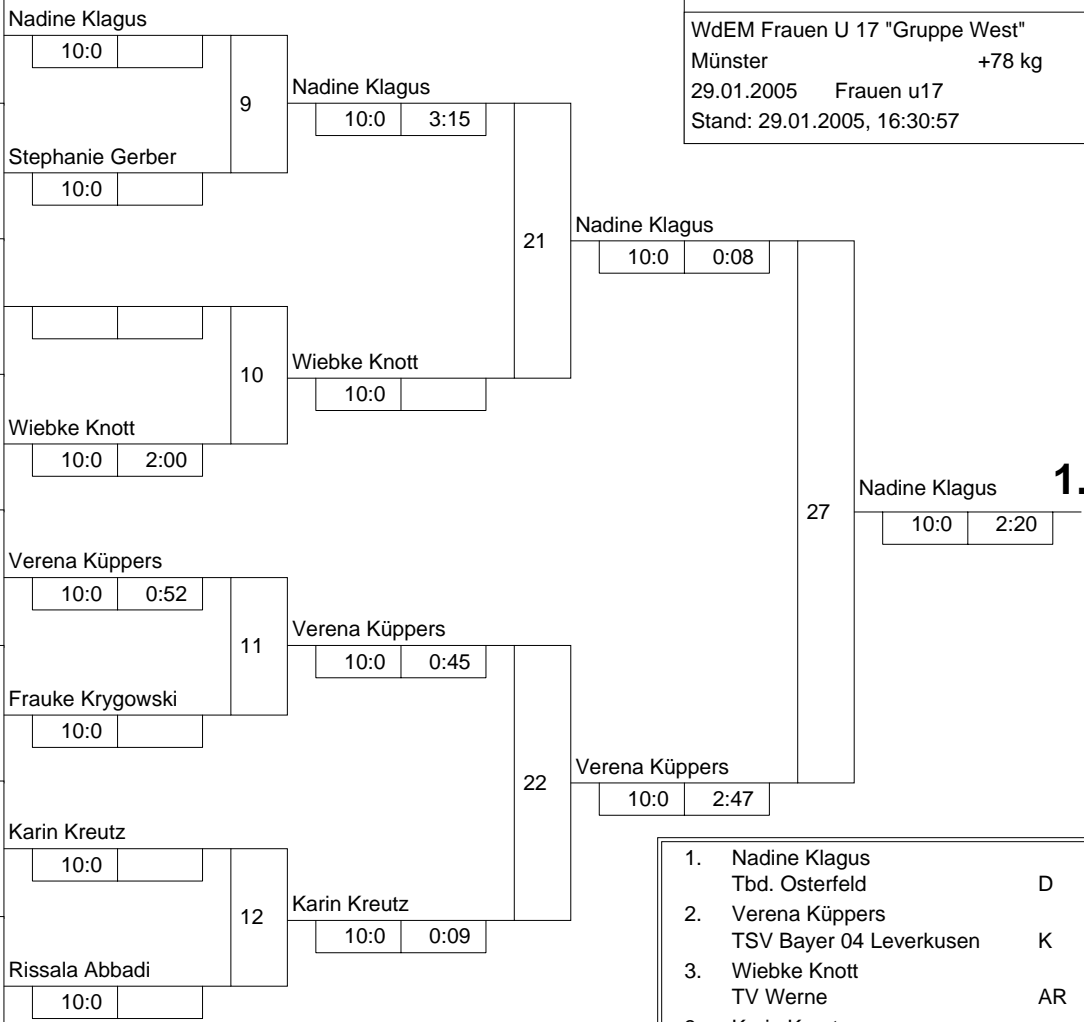 Nadine Klagus
10:0
9
Stephanie Gerber
10:0
10
Wiebke Knott
10:0 2:00
Verena Küppers
10:0 0:52
11
Frauke Krygowski
10:0
Karin Kreutz
10:0
12
Rissala Abbadi
10:0
Nadine Klagus
10:0 3:15
21
Wiebke Knott
10:0
Verena Küppers
10:0 0:45
22
Karin Kreutz
10:0 0:09
Nadine Klagus
10:0 0:08
27
Verena Küppers
10:0 2:47
Nadine Klagus 1.
10:0 2:20
WdEM Frauen U 17 "Gruppe West"
Münster +78 kg
29.01.2005 Frauen u17
Stand: 29.01.2005, 16:30:57
1. Nadine Klagus
Tbd. Osterfeld D
2. Verena Küppers
TSV Bayer 04 Leverkusen K
3. Wiebke Knott
TV Werne AR